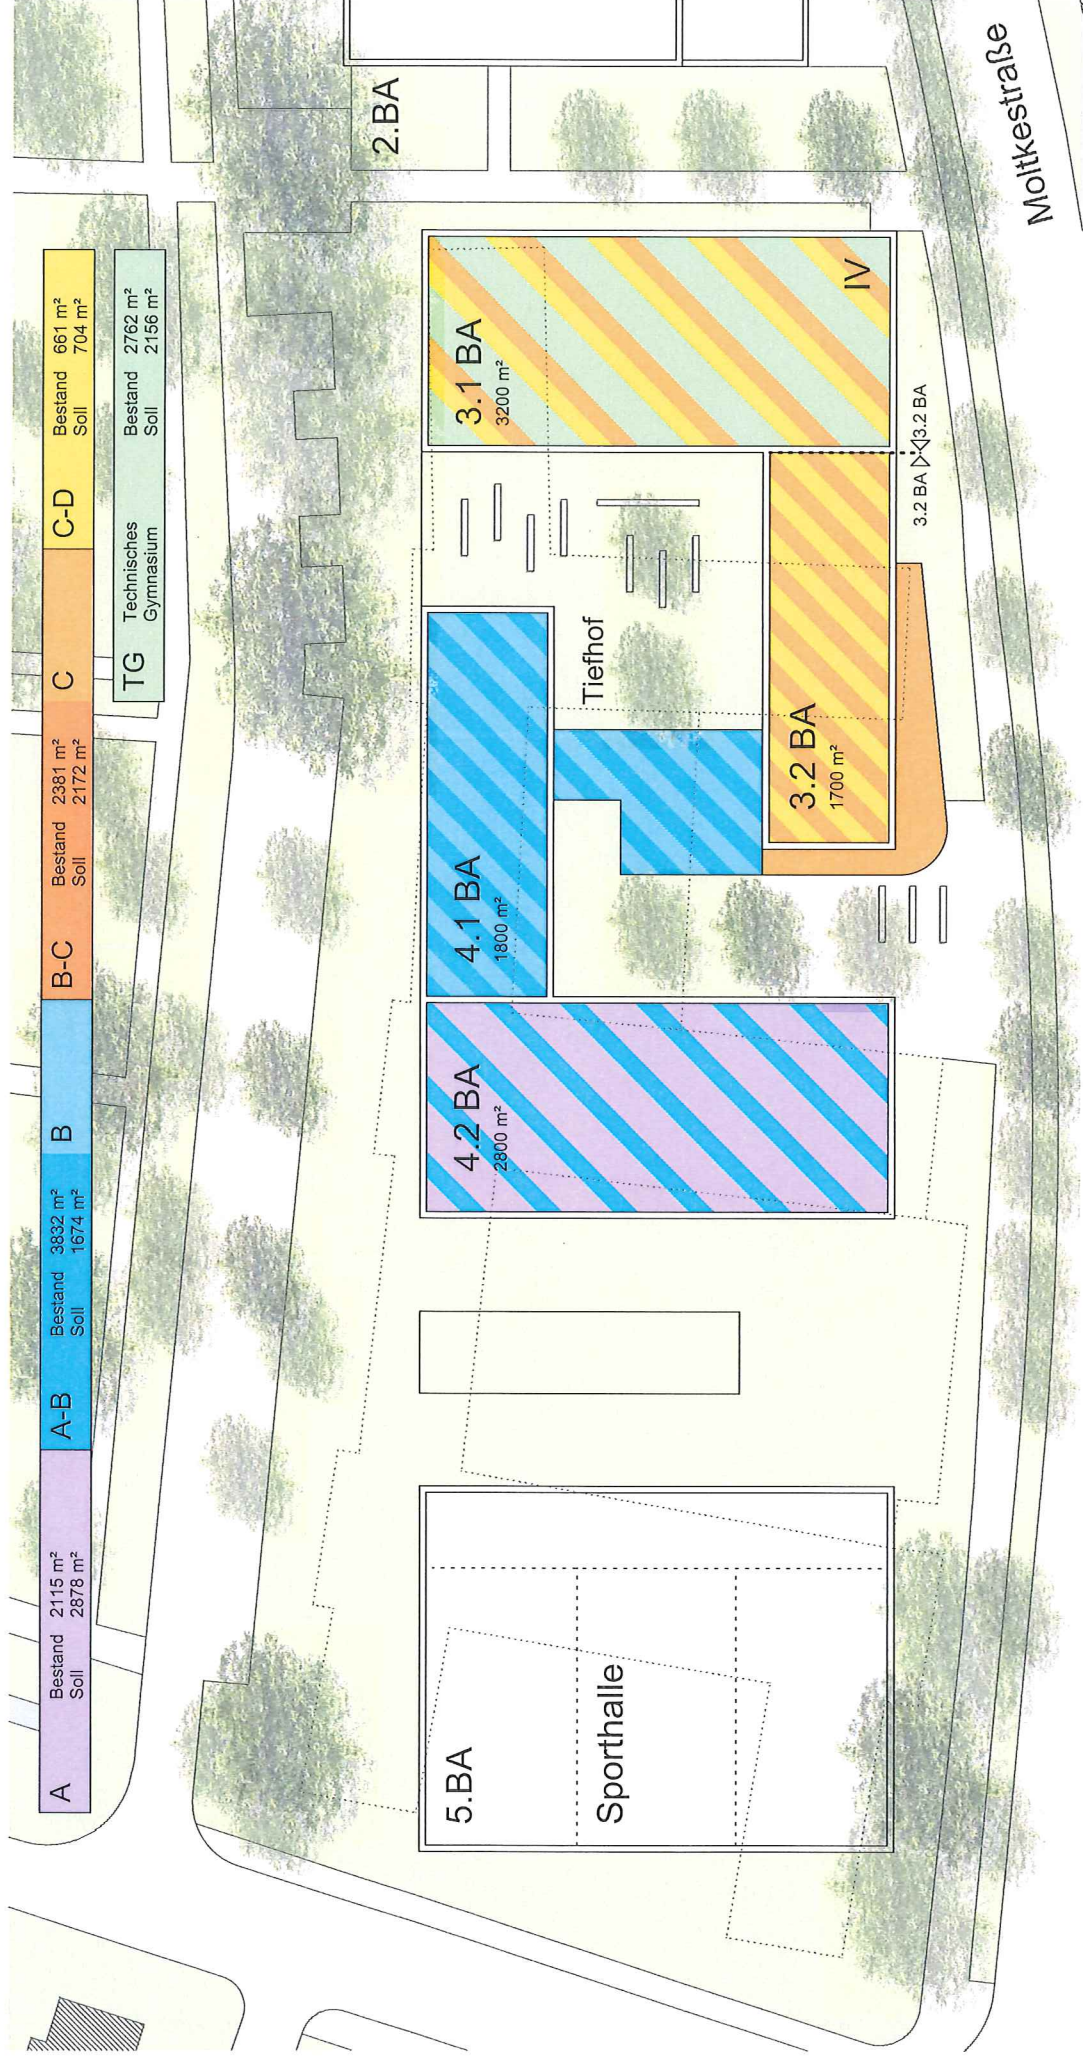 A
Bestand 2115 m²
Soll 2878 m²
A-B
Bestand 3832 m²
Soll 1674 m²
B
B-C
Bestand 2381 m²
Soll 2172 m²
C
C-D
Bestand 661 m²
Soll 704 m²
TG
Technisches
Gymnasium
Bestand 2762 m²
Soll 2156 m²
2.BA
5.BA
Sporthalle
4.2 BA
2800 m²
4.1 BA
1800 m²
Tiefhof
3.1 BA
3200 m²
IV
3.2 BA
1700 m²
3.2 BA
3.2 BA
Moltkestraße